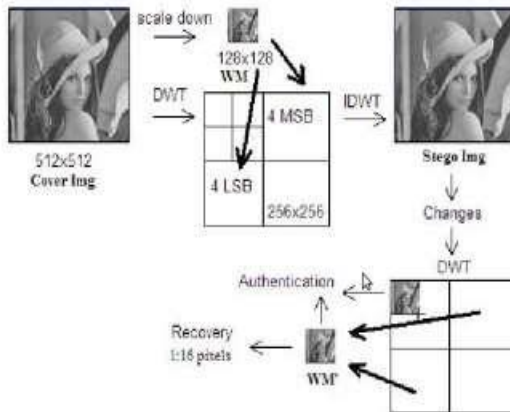 scale down
128x128
WM
DWT
4 MSB
IDWT
4 LSB
256x256
512x512
Cover Img
Stego Img
Changes
DWT
Authentication
Recovery
1:16 pixels
WM'